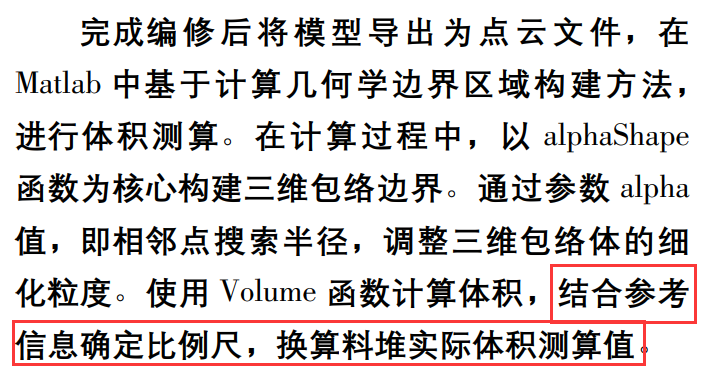 完成编修后将模型导出为点云文件，在
Matlab 中基于计算几何学边界区域构建方法，
进行体积测算。在计算过程中，以 alphaShape
函数为核心构建三维包络边界。通过参数 alpha
值，即相邻点搜索半径，调整三维包络体的细
化粒度。使用 Volume 函数计算体积，结合参考
信息确定比例尺，换算料堆实际体积测算值。